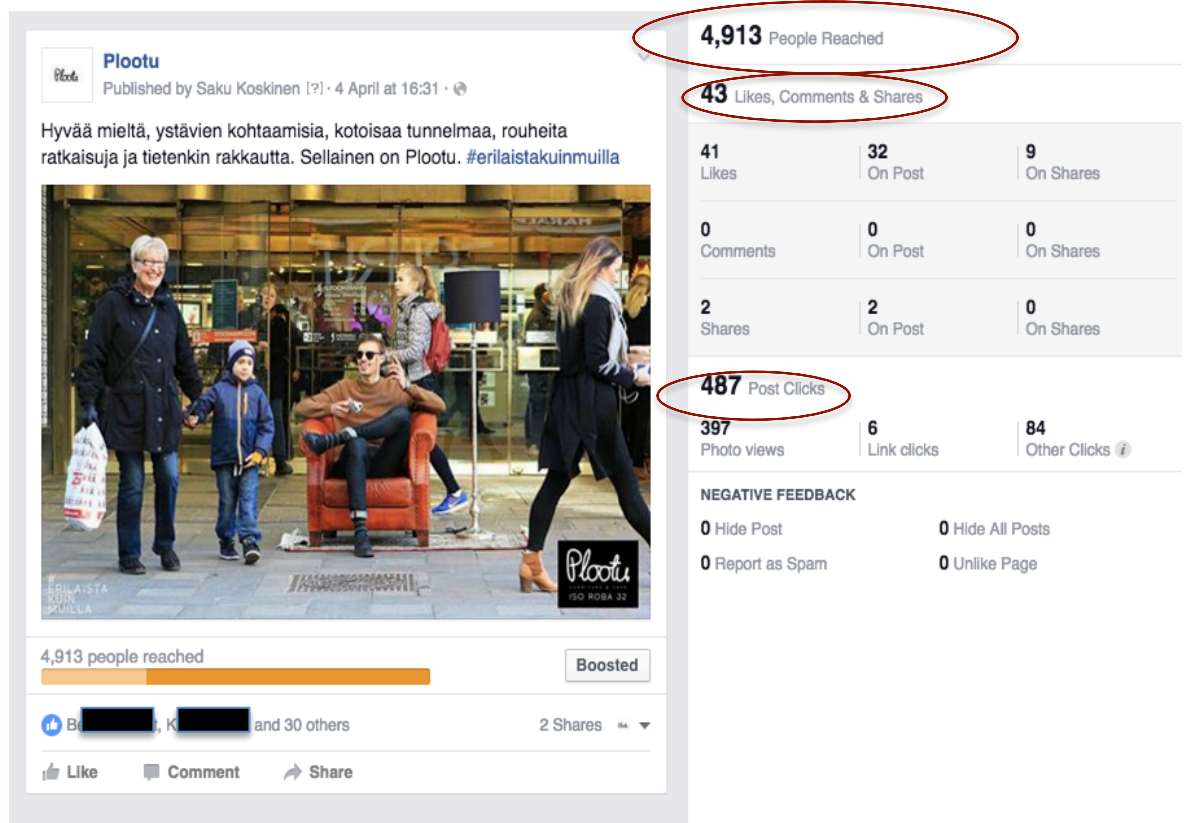 Plootu
Plootu
Published by Saku Koskinen [?] · 4 April at 16:31 ·
Hyvää mieltä, ystävien kohtaamisia, kotoisaa tunnelmaa, rouheita
ratkaisuja ja tietenkin rakkautta. Sellainen on Plootu. #erilaistakuinmuilla
#
ERILAISTA
KUIN
MUILLA
Plootu
ISO ROBA 32
4,913 people reached
Boosted
Be t, K and 30 others
2 Shares
Like
Comment
Share
4,913 People Reached
43 Likes, Comments & Shares
41
Likes
32
On Post
9
On Shares
0
Comments
0
On Post
0
On Shares
2
Shares
2
On Post
0
On Shares
487 Post Clicks
397
Photo views
6
Link clicks
84
Other Clicks i
NEGATIVE FEEDBACK
0 Hide Post
0 Hide All Posts
0 Report as Spam
0 Unlike Page